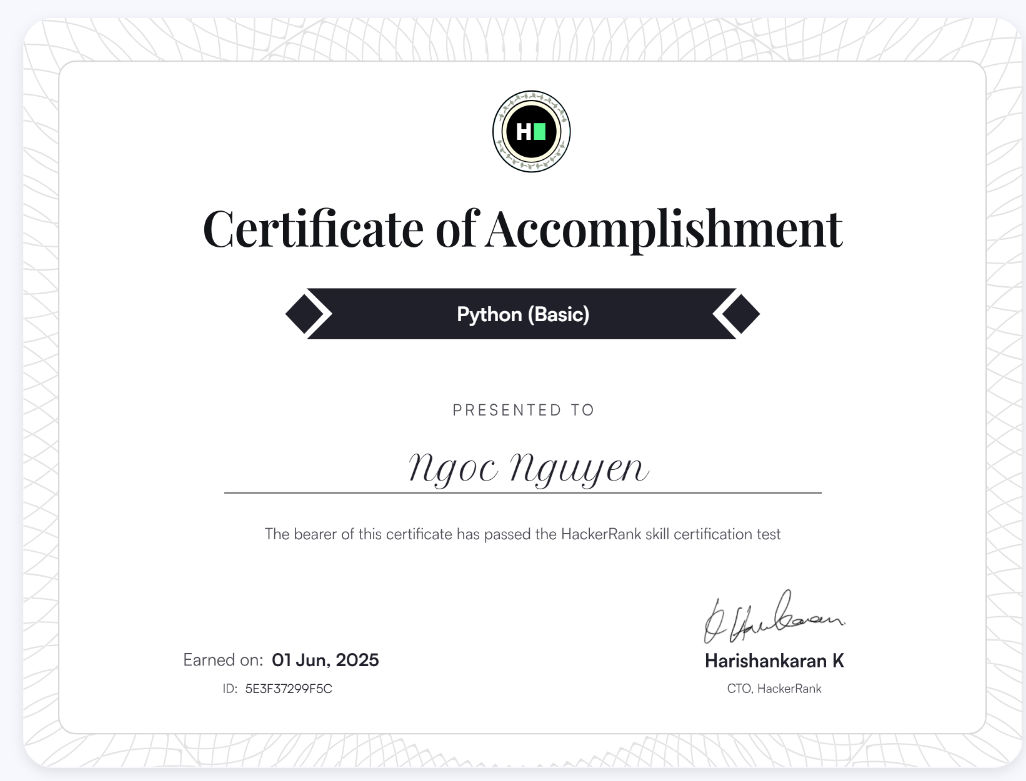 H
Certificate of Accomplishment
Python (Basic)
PRESENTED TO
Ngoc Nguyen
The bearer of this certificate has passed the HackerRank skill certification test
Earned on: 01 Jun, 2025
ID: 5E3F37299F5C
Harishankaran K
CTO, HackerRank